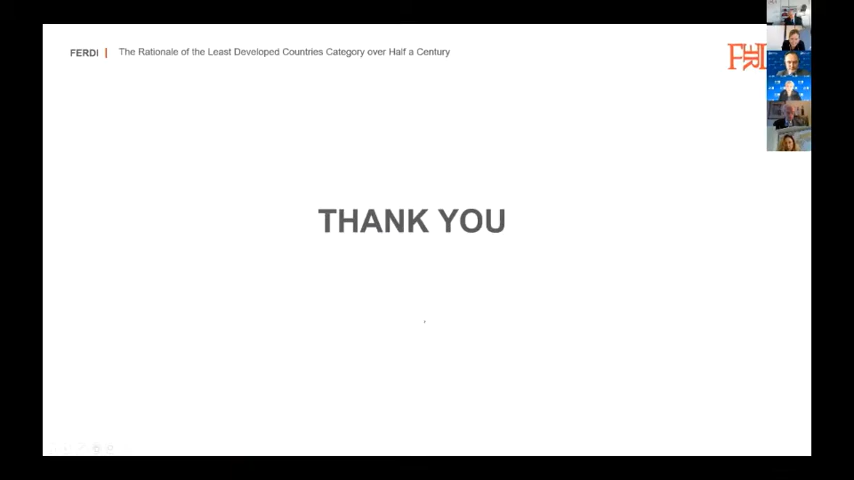 FERDI | The Rationale of the Least Developed Countries Category over Half a Century
THANK YOU